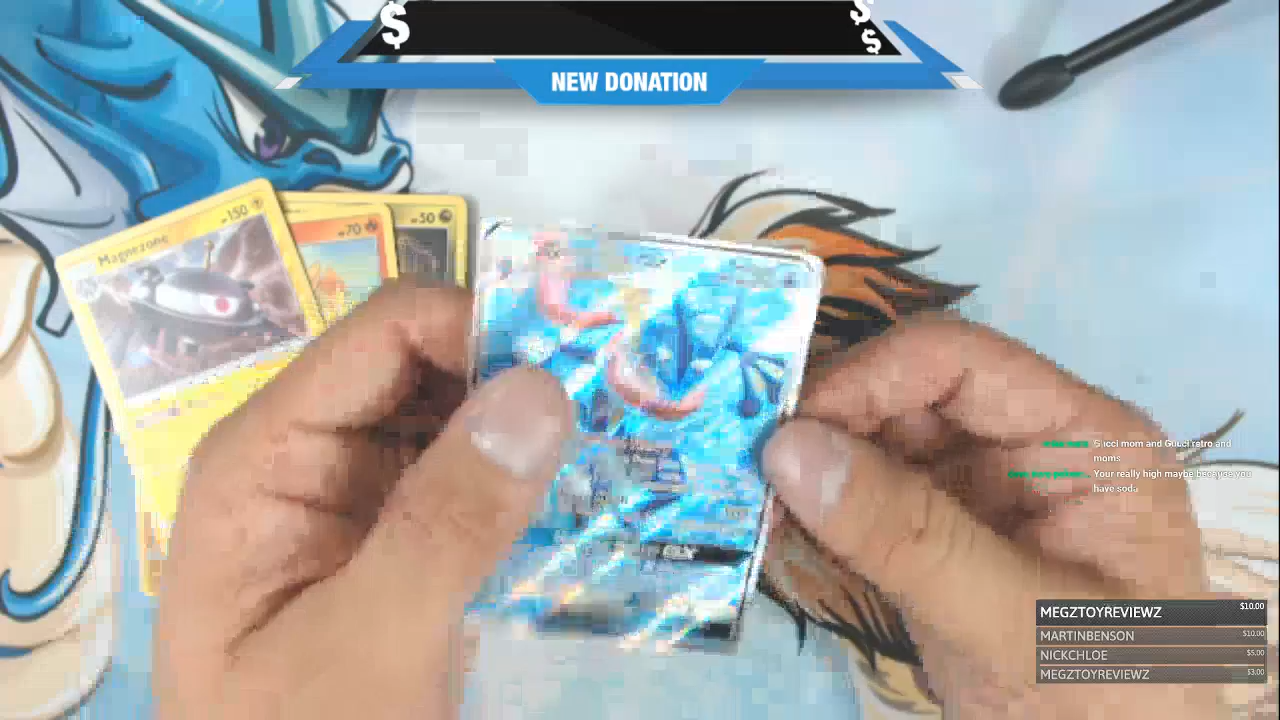 $ $
$
NEW DONATION
Magnezone 150
70
50
Succi mom and Gucci retro and
moms
Your really high maybe because you
have soda
MEGZTOYREVIEWZ $10.00
MARTINBENSON $10.00
NICKCHLOE $5.00
MEGZTOYREVIEWZ $3.00